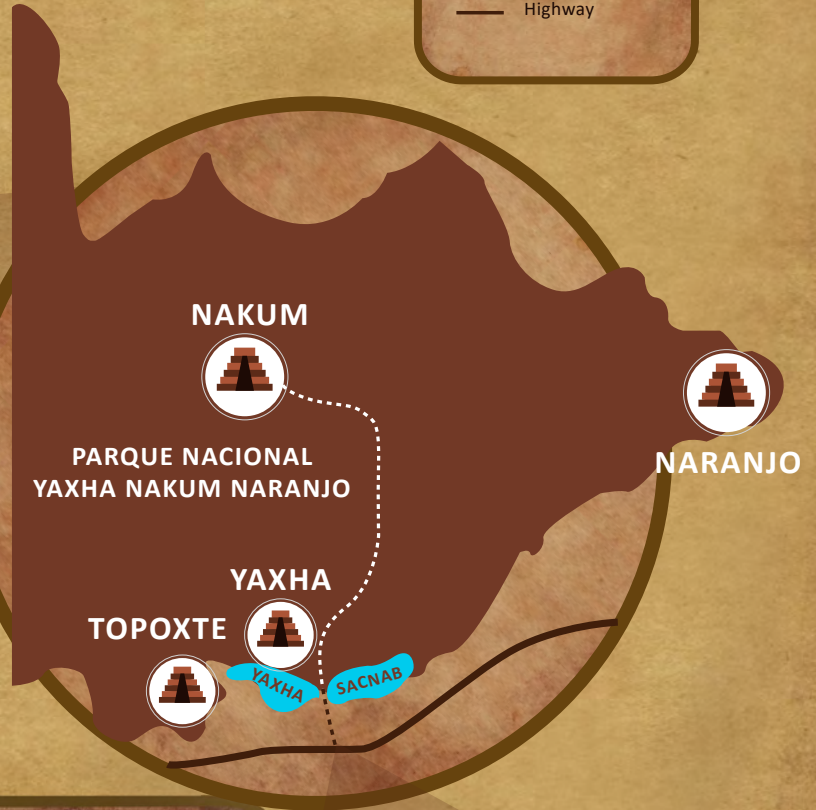 Highway
NAKUM
PARQUE NACIONAL
YAXHA NAKUM NARANJO
NARANJO
YAXHA
TOPOXTE
YAXHA
SACNAB